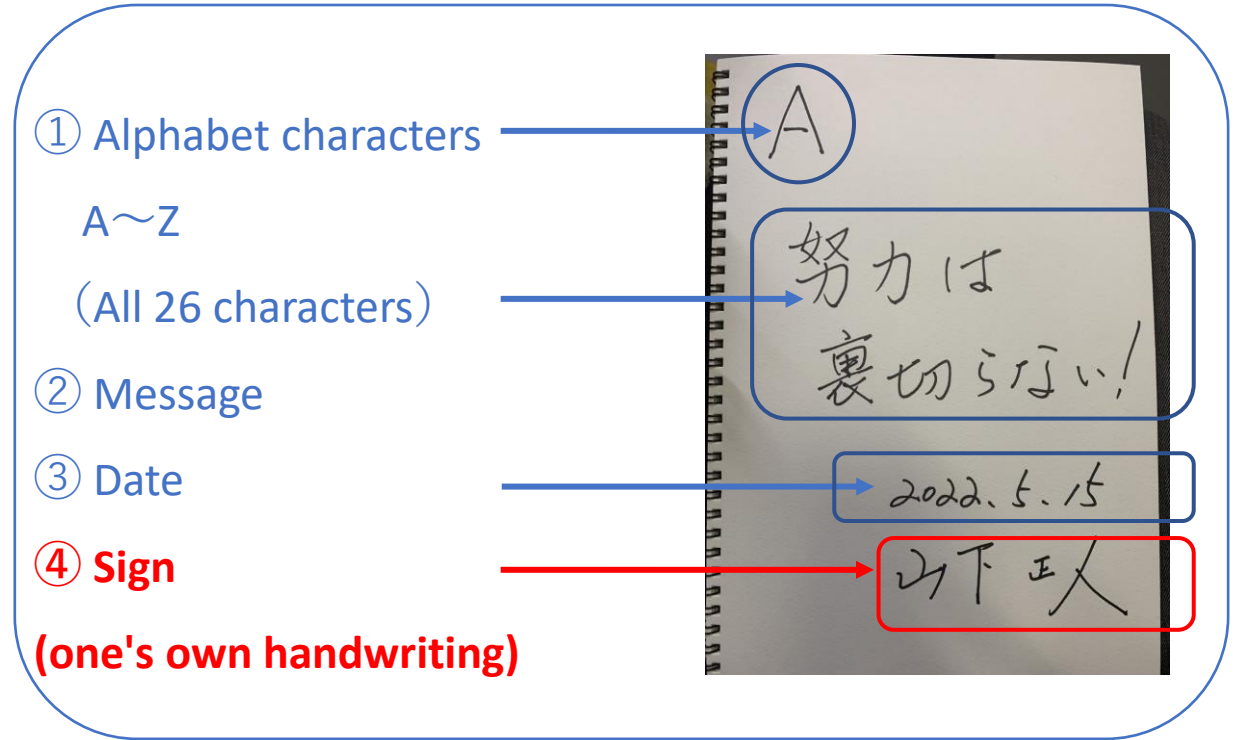 ① Alphabet characters
A～Z
（All 26 characters）
② Message
③ Date
④ Sign
(one's own handwriting)
A
努力は
裏切らない!
2022.5.15
山下正人